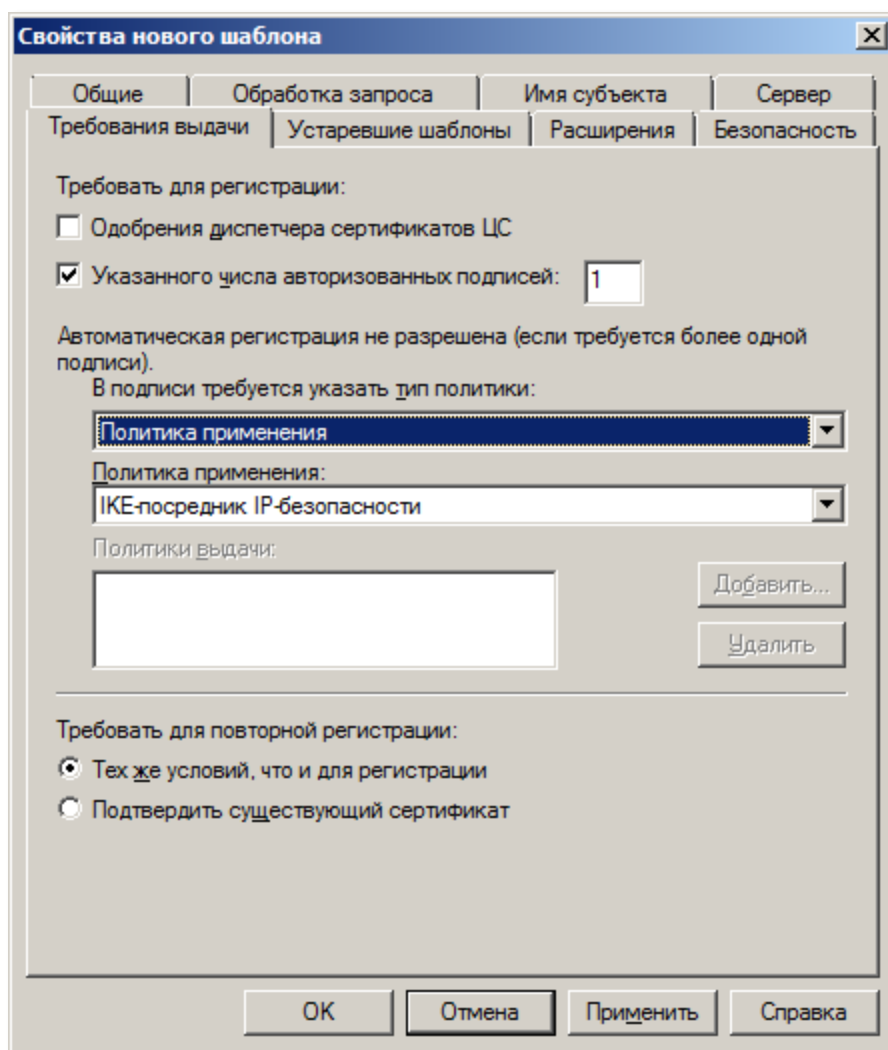 Свойства нового шаблона
Общие
Обработка запроса
Имя субъекта
Сервер
Требования выдачи
Устаревшие шаблоны
Расширения
Безопасность
Требовать для регистрации:
Одобрения диспетчера сертификатов ЦС
Указанного числа авторизованных подписей:
1
Автоматическая регистрация не разрешена (если требуется более одной
подписи).
В подписи требуется указать тип политики:
Политика применения
Политика применения:
IKE-посредник IP-безопасности
Политики выдачи:
Добавить...
Удалить
Требовать для повторной регистрации:
Тех же условий, что и для регистрации
Подтвердить существующий сертификат
OK
Отмена
Применить
Справка